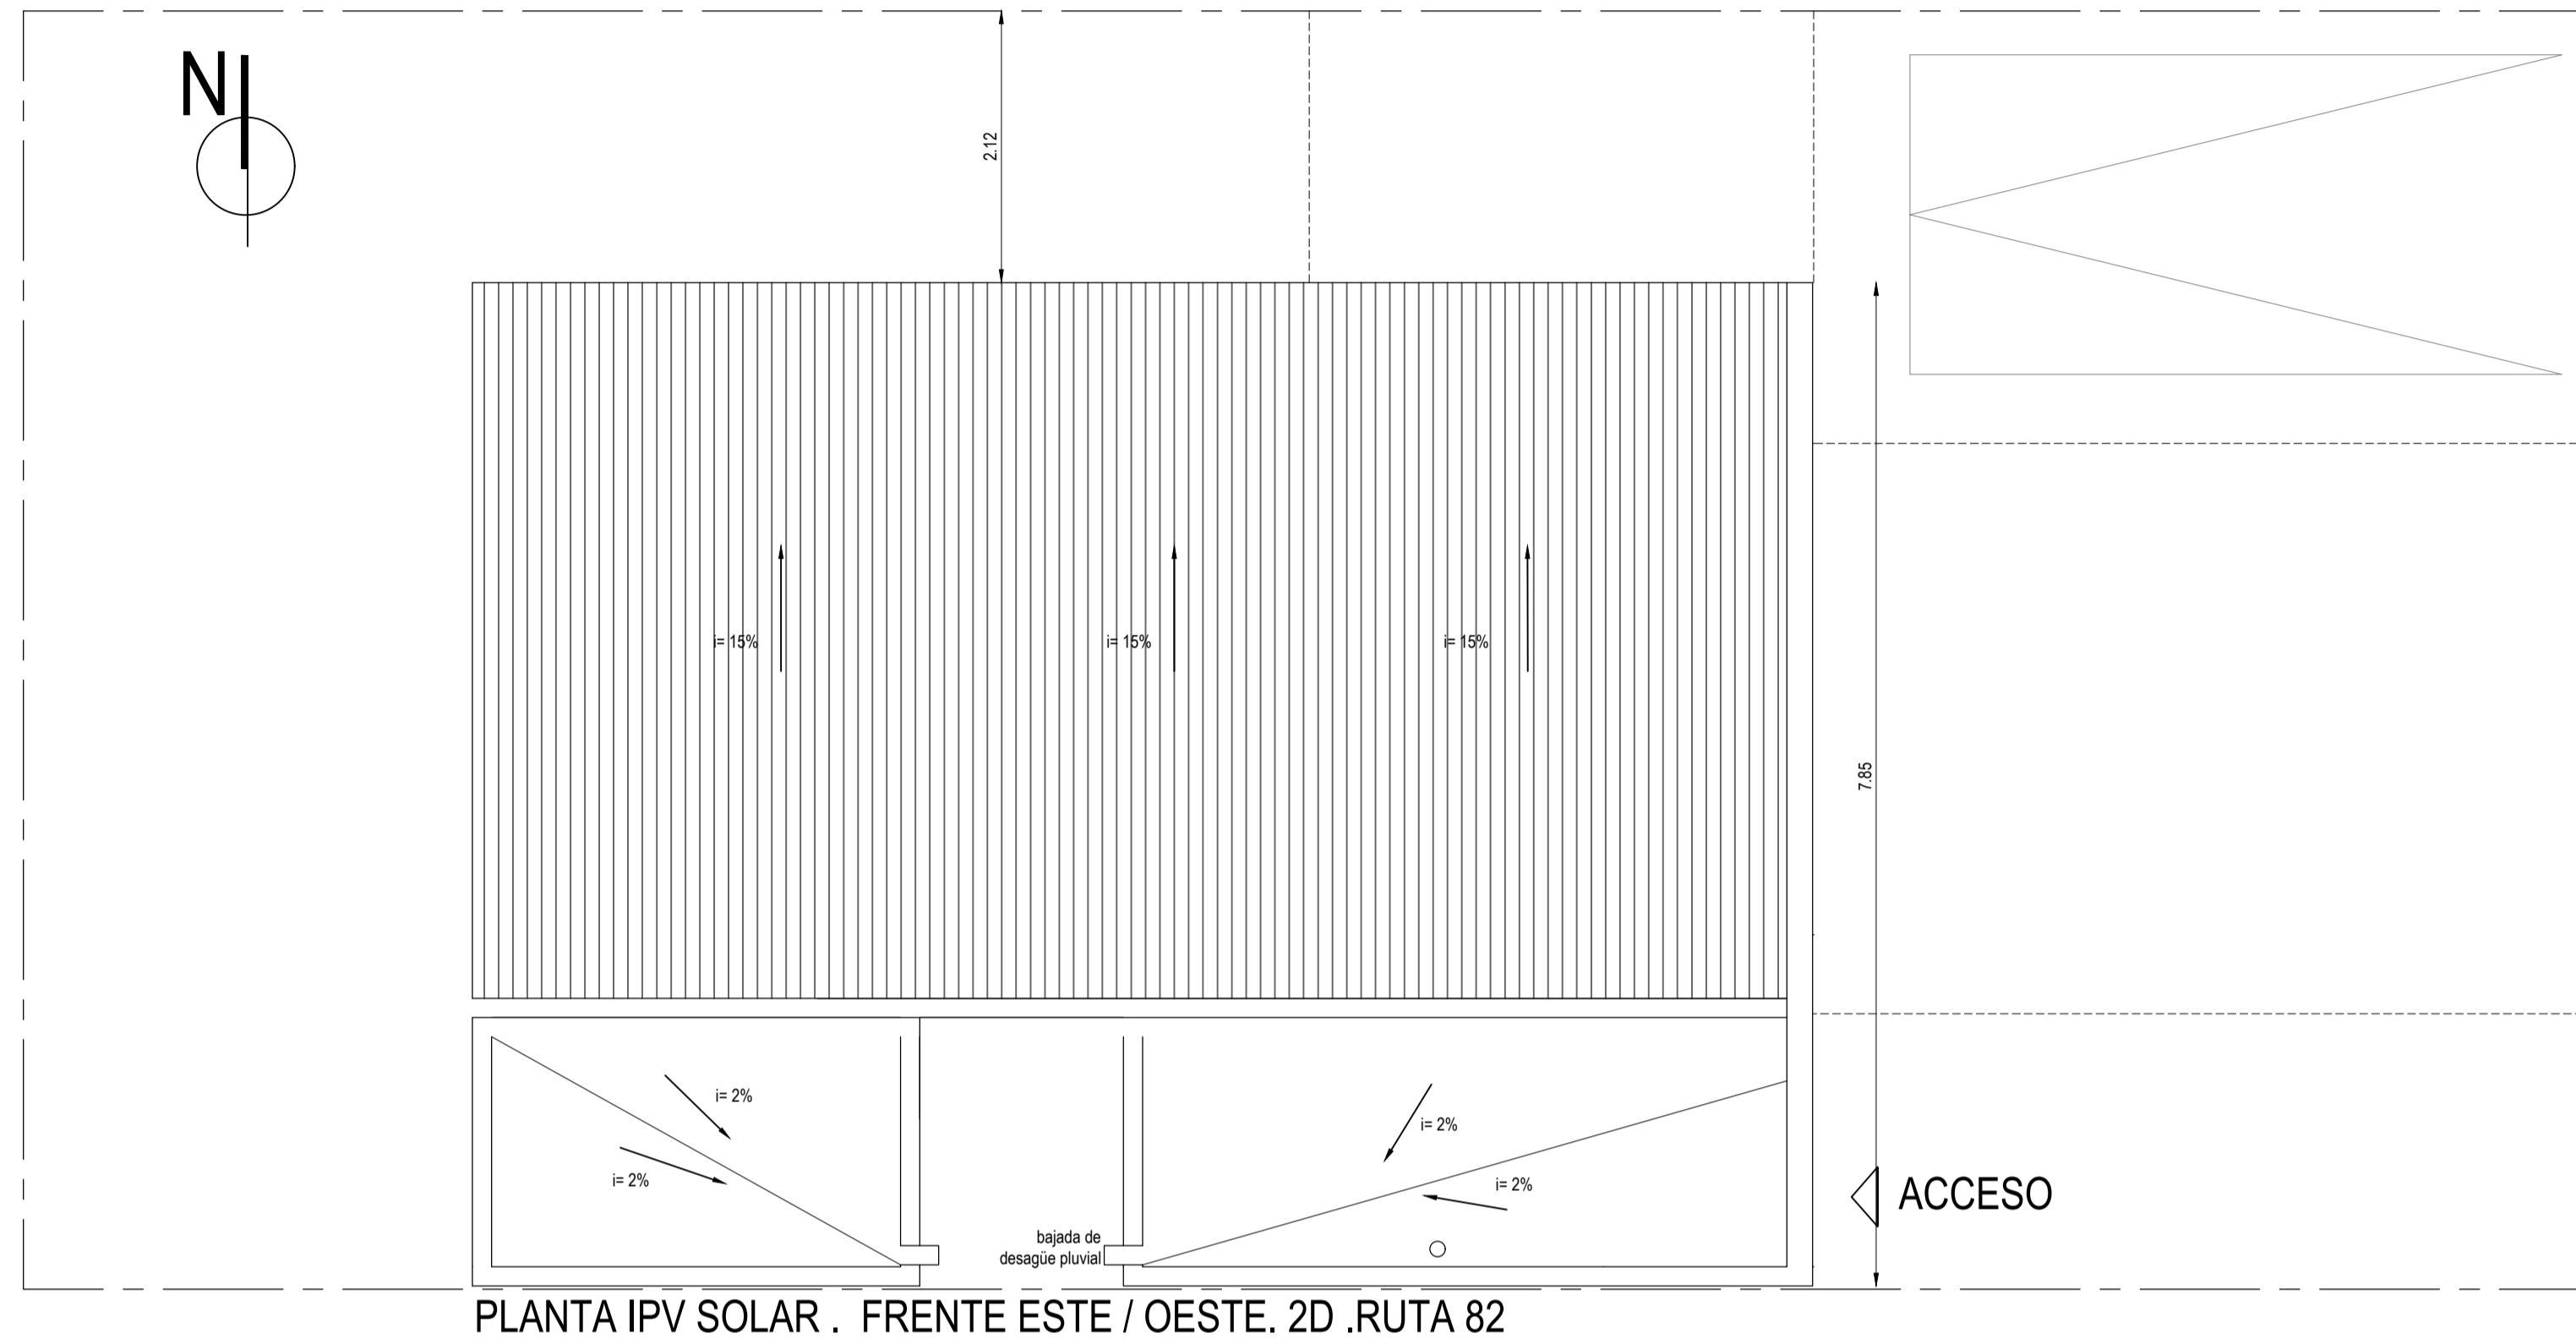 N
2.12
i= 15%
i= 15%
i= 15%
7.85
i= 2%
i= 2%
i= 2%
i= 2%
bajada de
desagüe pluvial
ACCESO
PLANTA IPV SOLAR . FRENTE ESTE / OESTE. 2D .RUTA 82